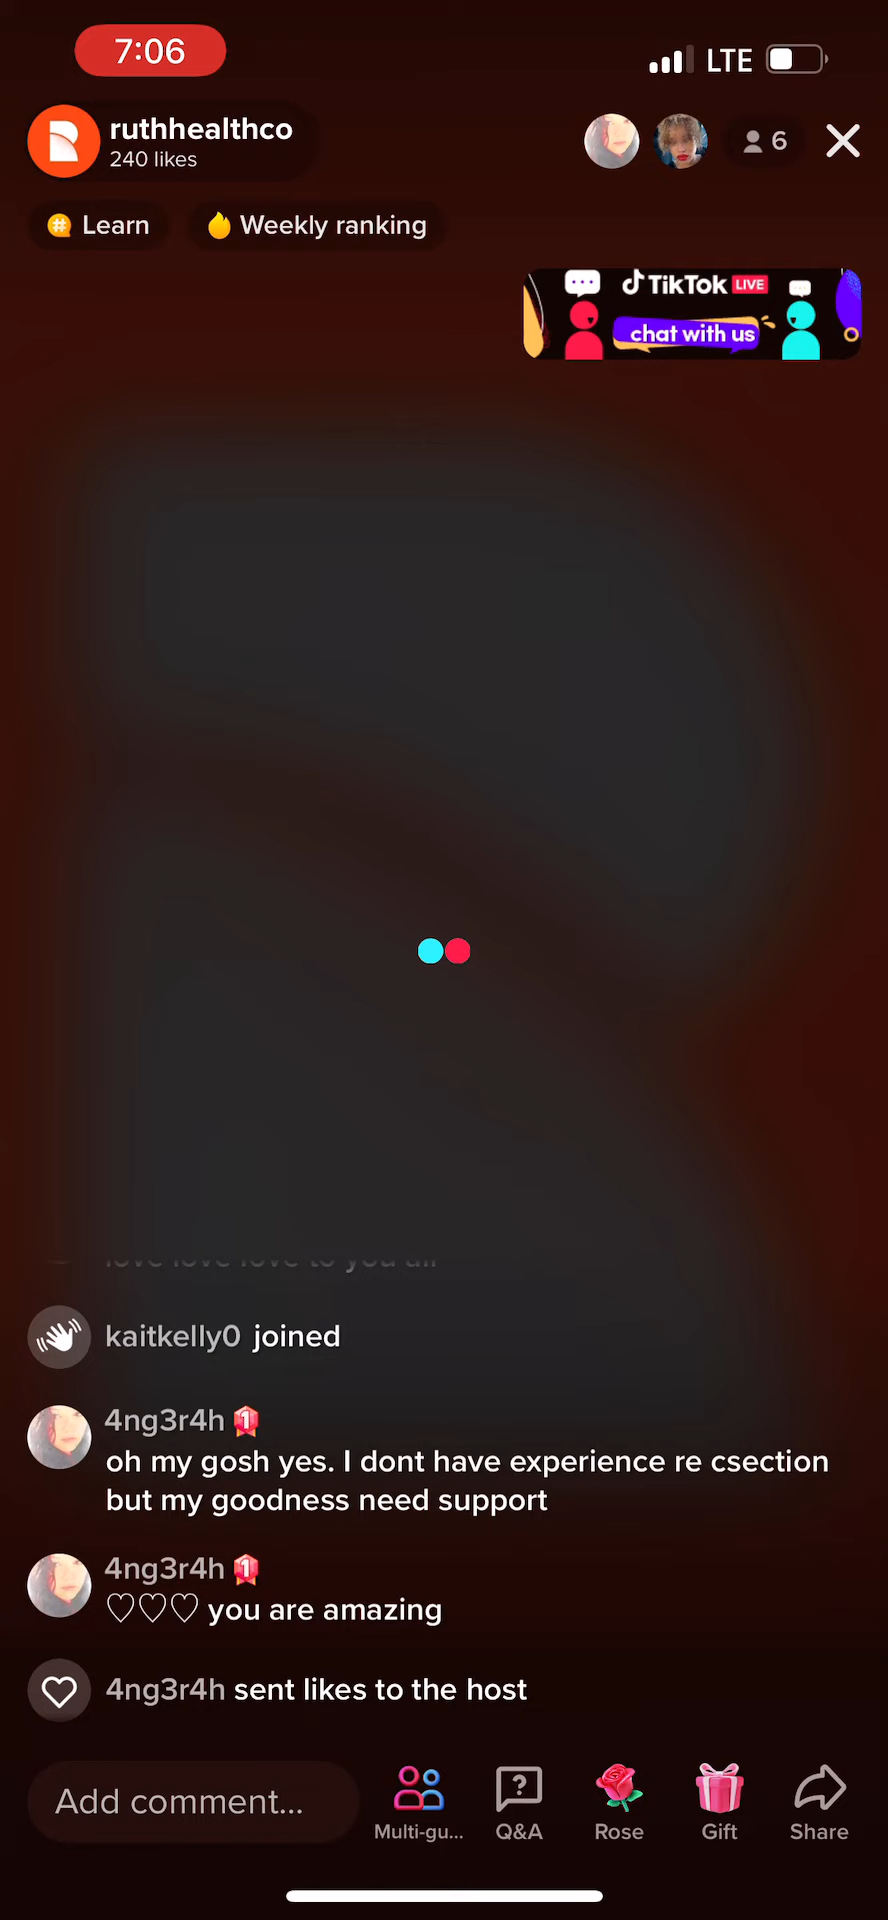 7:06
LTE
ruthhealthco
240 likes
6
Learn
Weekly ranking
TikTok LIVE
chat with us
love love love to you all
kaitkelly0 joined
4ng3r4h 1
oh my gosh yes. I dont have experience re csection
but my goodness need support
4ng3r4h 1
♡♡♡ you are amazing
4ng3r4h sent likes to the host
Add comment...
Multi-gu...
Q&A
Rose
Gift
Share